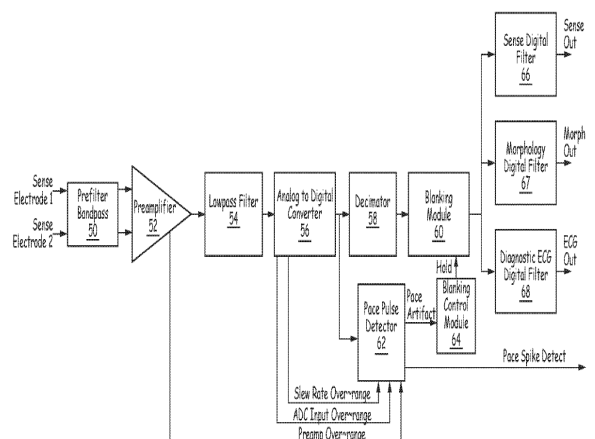 Sense
Electrode 1
Sense
Electrode 2
Prefilter
Bandpass
50
Preamplifier
52
Lowpass Filter
54
Analog to Digital
Converter
56
Decimator
58
Blanking
Module
60
Sense Digital
Filter
66
Sense
Out
Morphology
Digital Filter
67
Morph
Out
Diagnostic ECG
Digital Filter
68
ECG
Out
Hold
Pace Pulse
Detector
62
Pace
Artifact
Blanking
Control
Module
64
Pace Spike Detect
Slew Rate Over-range
ADC Input Over-range
Preamp Over-range